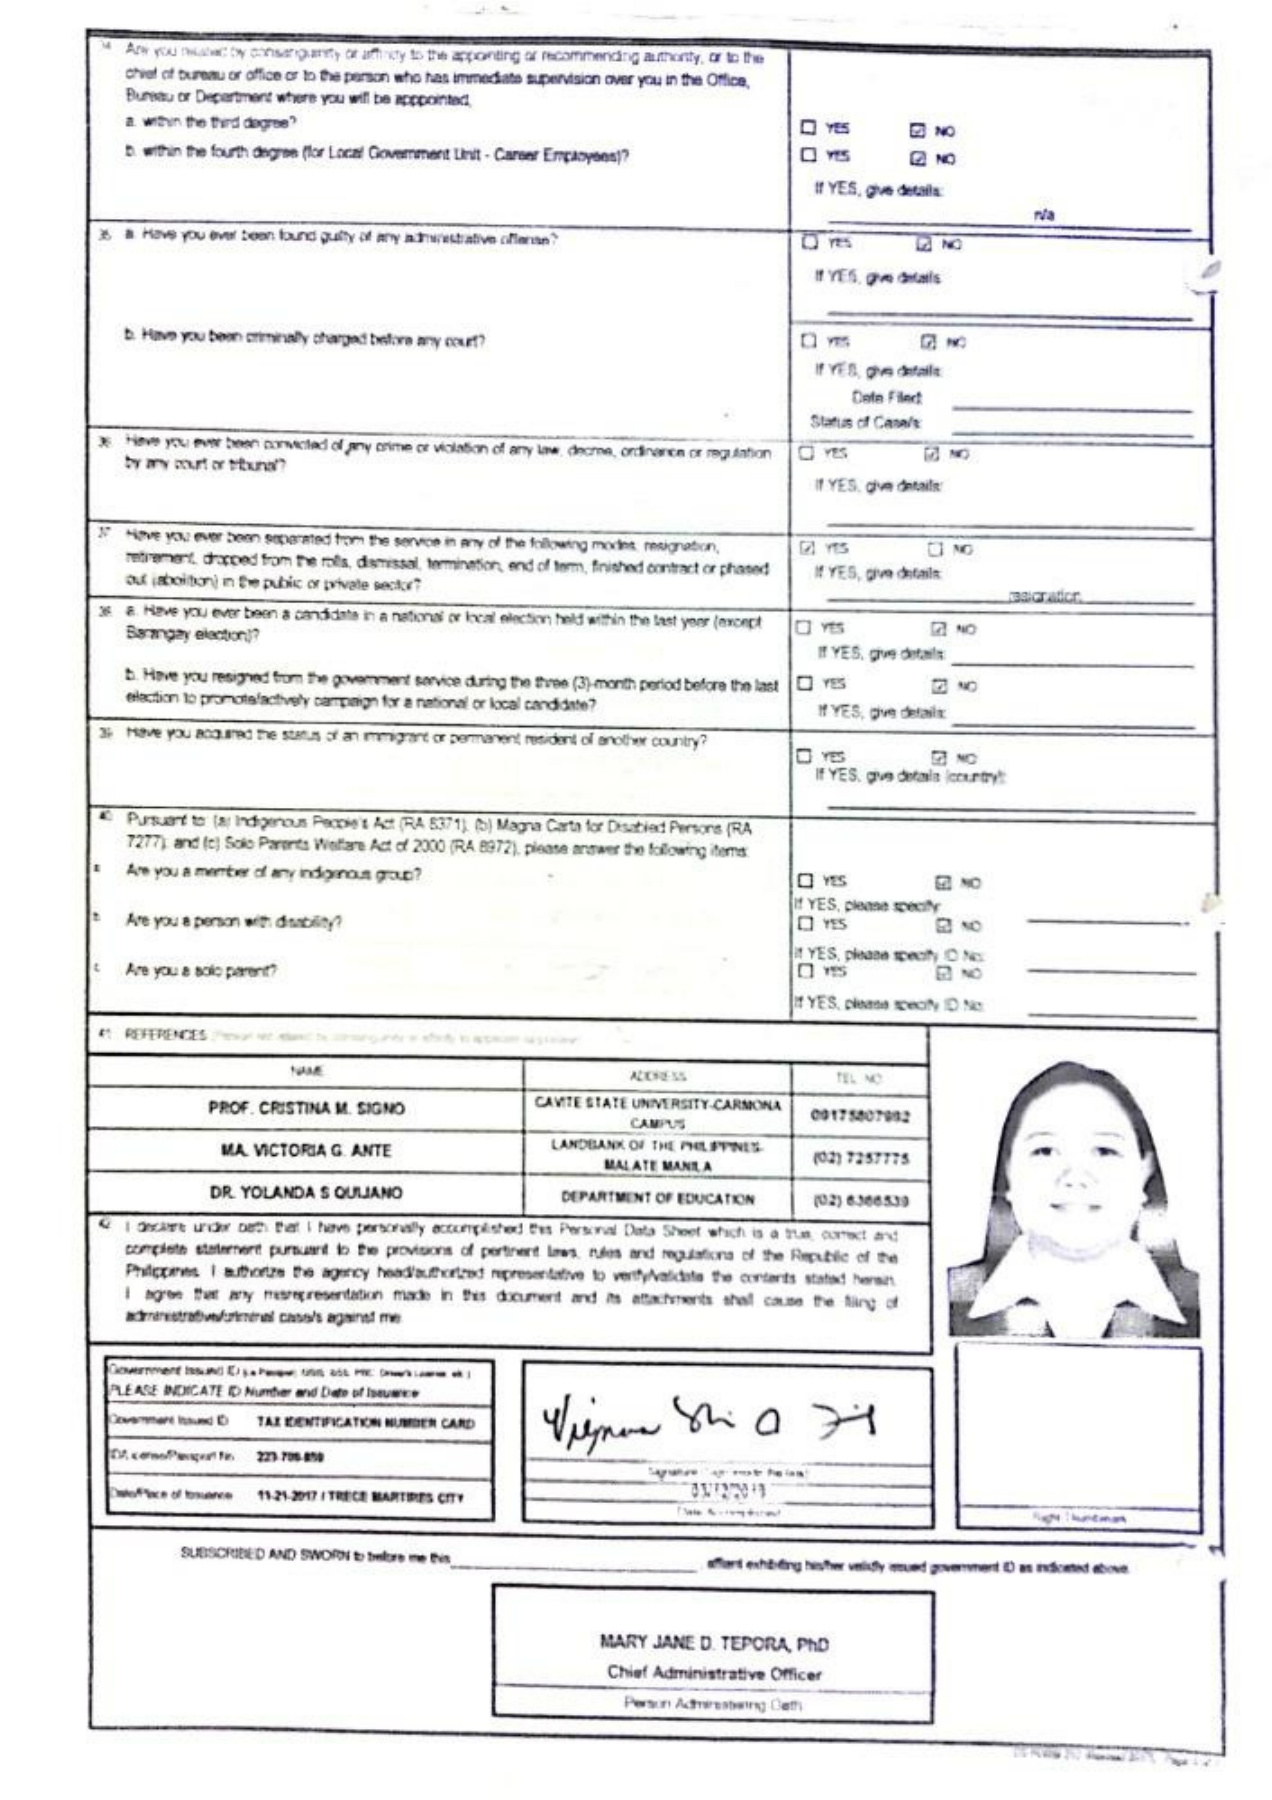 34 Are you related by consanguinity or affinity to the appointing or recommending authority, or to the
chief of bureau or office or to the person who has immediate supervision over you in the Office,
Bureau or Department where you will be apppointed,
a. within the third degree?
☐ YES ☑ NO
b. within the fourth degree (for Local Government Unit - Career Employees)?
☐ YES ☑ NO
If YES, give details:
n/a
35 a. Have you ever been found guilty of any administrative offense?
☐ YES ☑ NO
If YES, give details
b. Have you been criminally charged before any court?
☐ YES ☑ NO
If YES, give details:
Date Filed:
Status of Case/s:
36 Have you ever been convicted of any crime or violation of any law, decree, ordinance or regulation
by any court or tribunal?
☐ YES ☑ NO
If YES, give details:
37 Have you ever been separated from the service in any of the following modes: resignation,
retirement, dropped from the rolls, dismissal, termination, end of term, finished contract or phased
out (abolition) in the public or private sector?
☑ YES ☐ NO
If YES, give details:
resignation
38 a. Have you ever been a candidate in a national or local election held within the last year (except
Barangay election)?
☐ YES ☑ NO
If YES, give details:
b. Have you resigned from the government service during the three (3)-month period before the last
election to promote/actively campaign for a national or local candidate?
☐ YES ☑ NO
If YES, give details:
39 Have you acquired the status of an immigrant or permanent resident of another country?
☐ YES ☑ NO
If YES, give details (country):
40 Pursuant to: (a) Indigenous People's Act (RA 8371); (b) Magna Carta for Disabled Persons (RA
7277); and (c) Solo Parents Welfare Act of 2000 (RA 8972), please answer the following items:
a Are you a member of any indigenous group?
☐ YES ☑ NO
If YES, please specify:
b Are you a person with disability?
☐ YES ☑ NO
If YES, please specify ID No:
c Are you a solo parent?
☐ YES ☑ NO
If YES, please specify ID No:
41 REFERENCES
NAME ADDRESS TEL. NO.
PROF. CRISTINA M. SIGNO CAVITE STATE UNIVERSITY-CARMONA CAMPUS 09175807992
MA. VICTORIA G. ANTE LANDBANK OF THE PHILIPPINES-MALATE MANILA (02) 7257775
DR. YOLANDA S QUIJANO DEPARTMENT OF EDUCATION (02) 6366539
42 I declare under oath that I have personally accomplished this Personal Data Sheet which is a true, correct and
complete statement pursuant to the provisions of pertinent laws, rules and regulations of the Republic of the
Philippines. I authorize the agency head/authorized representative to verify/validate the contents stated herein.
I agree that any misrepresentation made in this document and its attachments shall cause the filing of
administrative/criminal case/s against me.
Government Issued ID (i.e. Passport, GSIS, SSS, PRC, Driver's License, etc.)
PLEASE INDICATE ID Number and Date of Issuance
Government Issued ID: TAX IDENTIFICATION NUMBER CARD
ID/License/Passport No.: 223-706-859
Date/Place of Issuance: 11-21-2017 / TRECE MARTIRES CITY
Date Accomplished
Right Thumbmark
SUBSCRIBED AND SWORN to before me this , affiant exhibiting his/her validly issued government ID as indicated above.
MARY JANE D. TEPORA, PhD
Chief Administrative Officer
Person Administering Oath